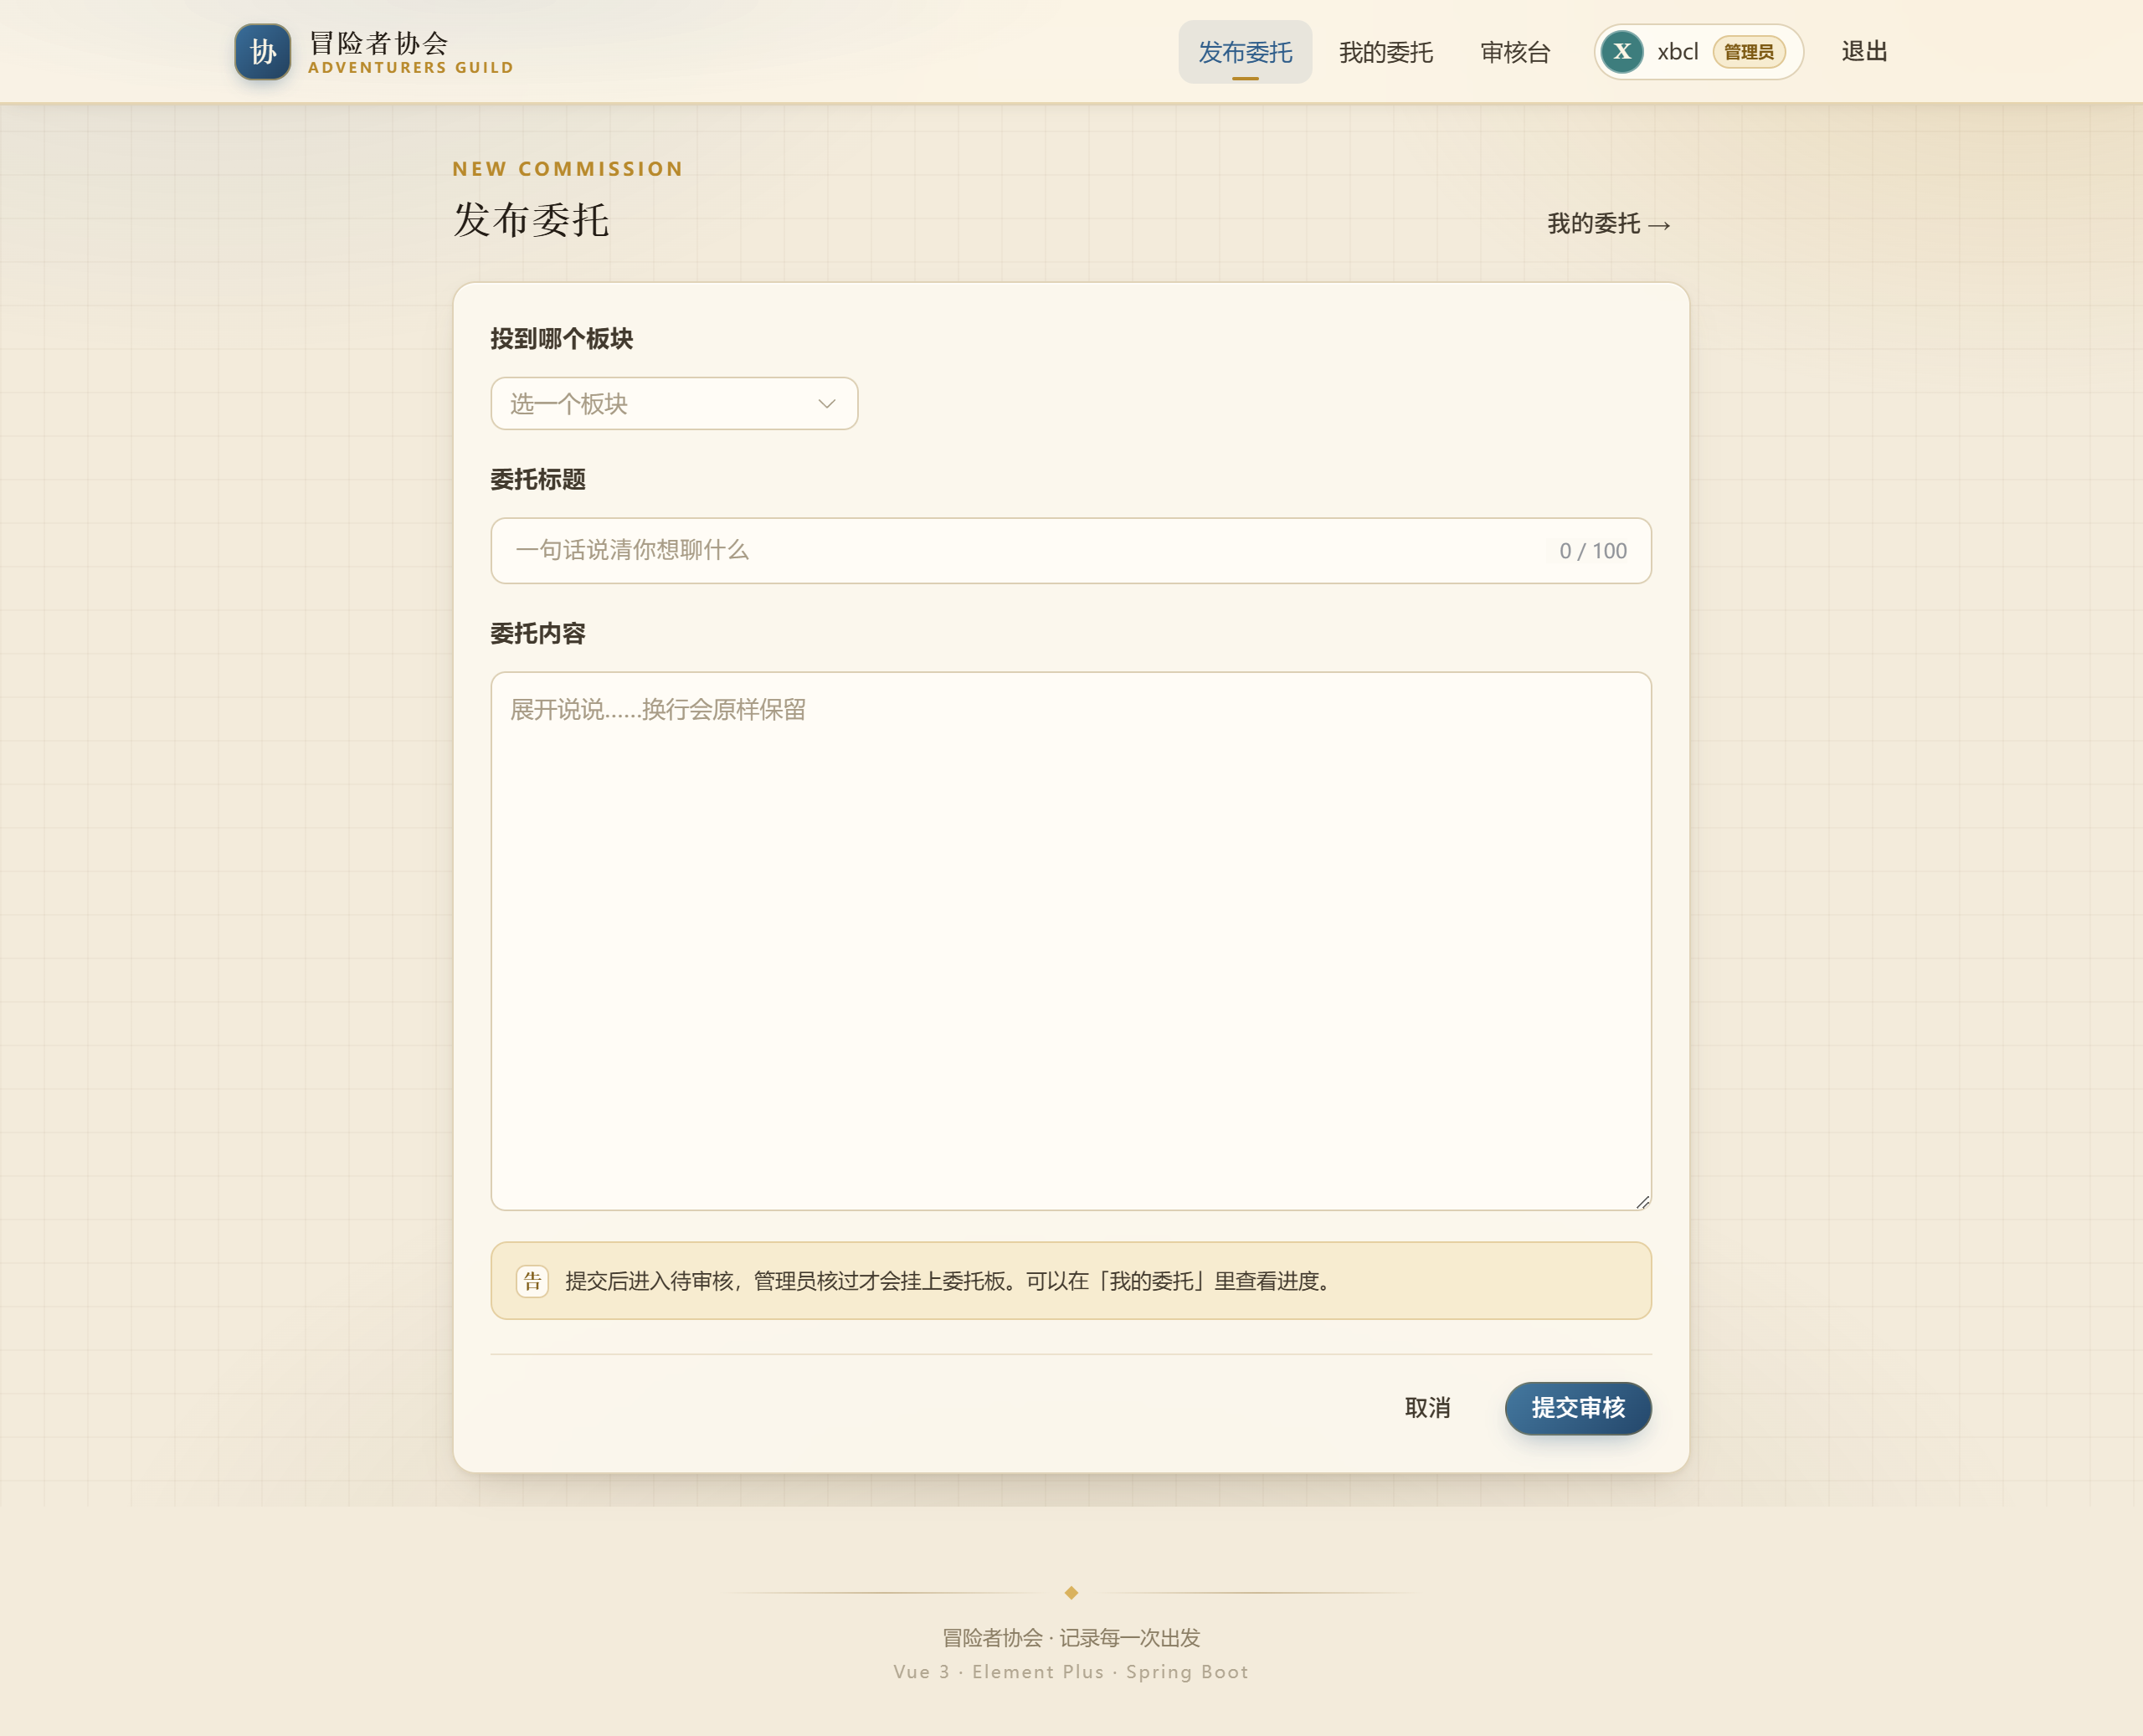 协
冒险者协会
ADVENTURERS GUILD
发布委托
我的委托
审核台
X
xbcl
管理员
退出
NEW COMMISSION
发布委托
我的委托 →
投到哪个板块
选一个板块
委托标题
一句话说清你想聊什么
0 / 100
委托内容
展开说说……换行会原样保留
告
提交后进入待审核，管理员核过才会挂上委托板。可以在「我的委托」里查看进度。
取消
提交审核
冒险者协会 · 记录每一次出发
Vue 3 · Element Plus · Spring Boot